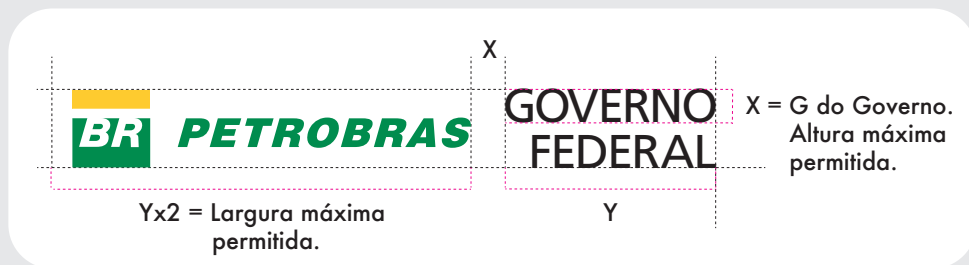 X
BR PETROBRAS
GOVERNO
FEDERAL
X = G do Governo.
Altura máxima
permitida.
Yx2 = Largura máxima
permitida.
Y